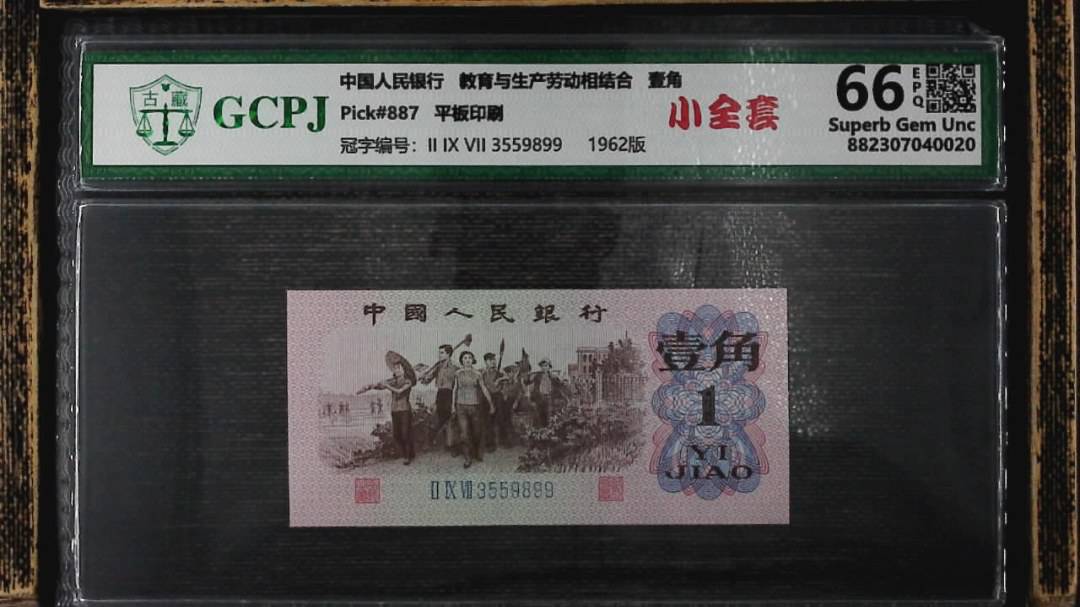 中国人民银行 教育与生产劳动相结合 壹角
古藏
GCPJ
Pick#887 平板印刷
小全套
冠字编号：II IX VII 3559899 1962版
66 EPQ
Superb Gem Unc
882307040020
中國人民銀行
壹角
1
YI
JIAO
II IX VII 3559899